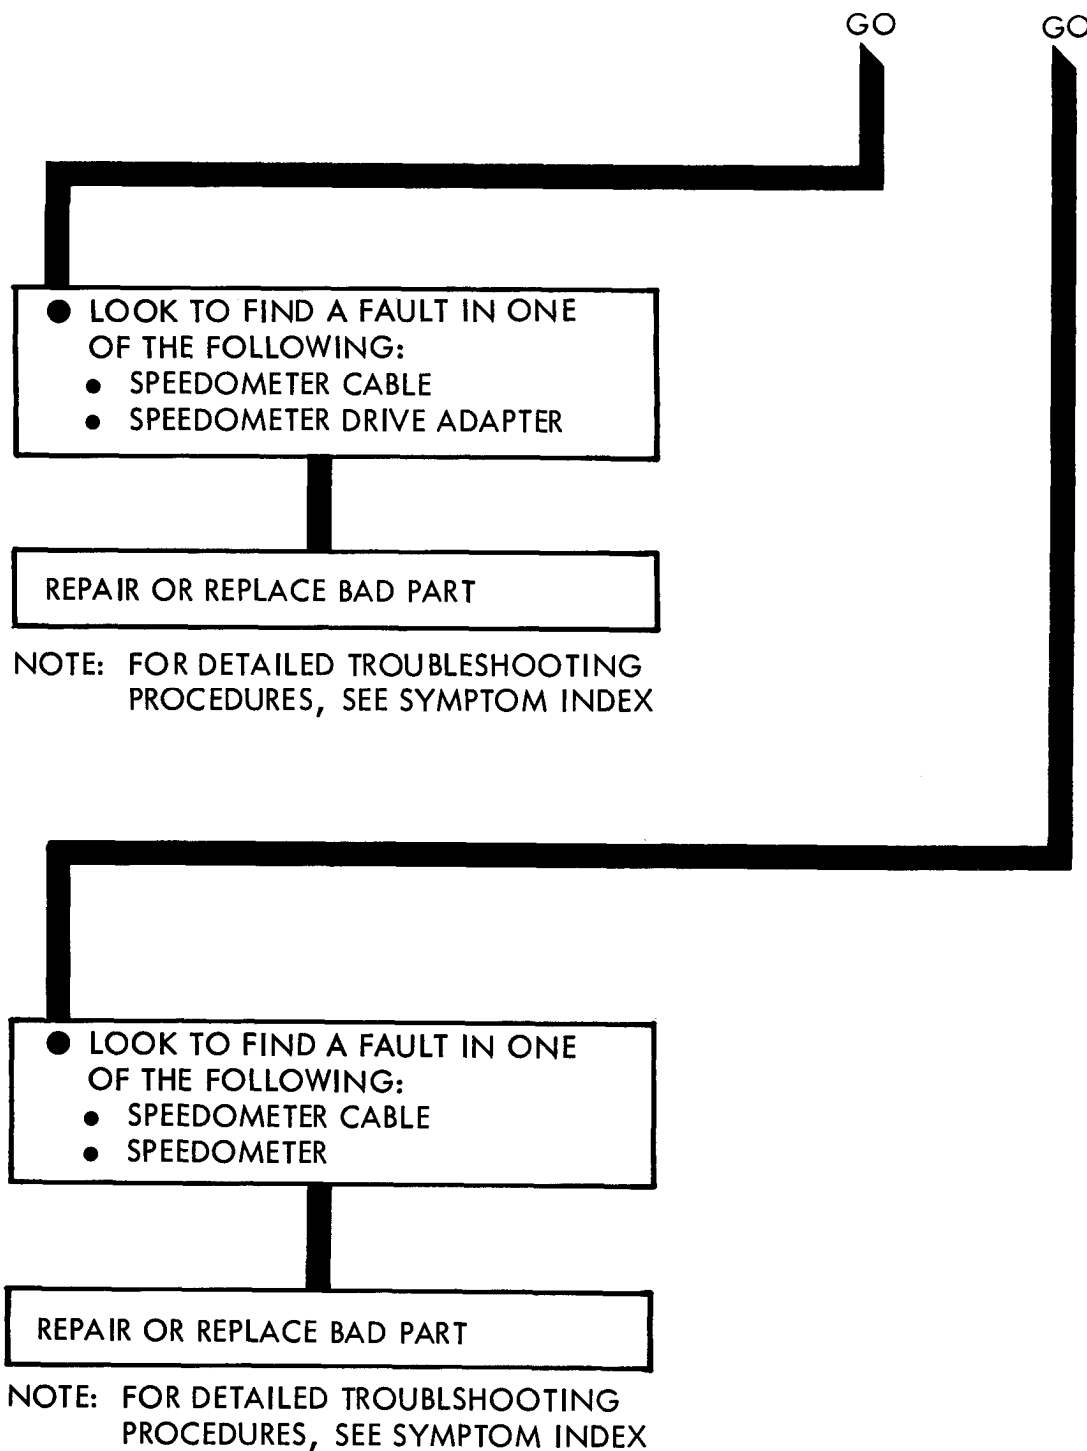 GO GO
● LOOK TO FIND A FAULT IN ONE
OF THE FOLLOWING:
● SPEEDOMETER CABLE
● SPEEDOMETER DRIVE ADAPTER
REPAIR OR REPLACE BAD PART
NOTE: FOR DETAILED TROUBLESHOOTING
PROCEDURES, SEE SYMPTOM INDEX
● LOOK TO FIND A FAULT IN ONE
OF THE FOLLOWING:
● SPEEDOMETER CABLE
● SPEEDOMETER
REPAIR OR REPLACE BAD PART
NOTE: FOR DETAILED TROUBLSHOOTING
PROCEDURES, SEE SYMPTOM INDEX